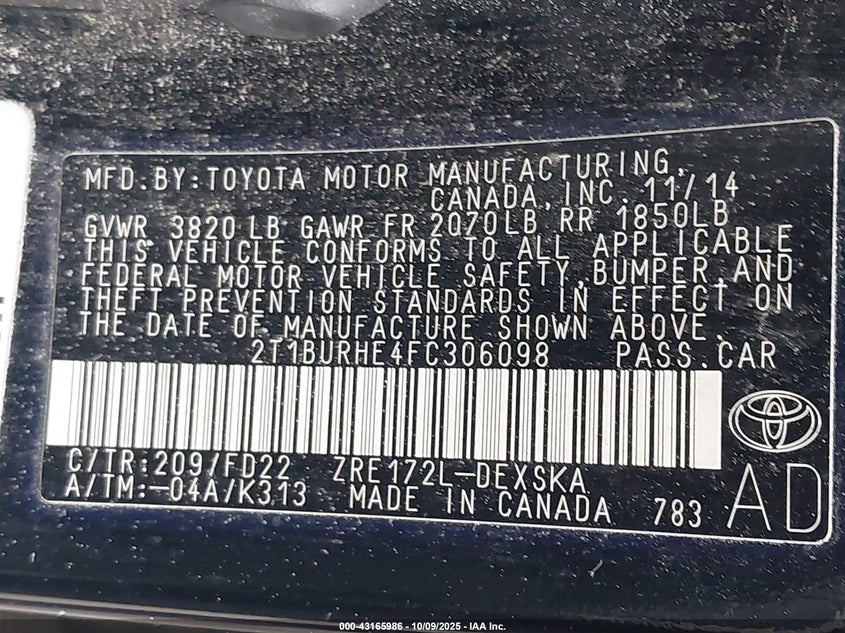 MFD.BY:TOYOTA MOTOR MANUFACTURING,
CANADA,INC. 11/14
GVWR 3820 LB GAWR FR 2070LB RR 1850LB
THIS VEHICLE CONFORMS TO ALL APPLICABLE
FEDERAL MOTOR VEHICLE SAFETY,BUMPER,AND
THEFT PREVENTION STANDARDS IN EFFECT ON
THE DATE OF MANUFACTURE SHOWN ABOVE.
2T1BURHE4FC306098 PASS.CAR
C/TR:209/FD22 ZRE172L-DEXSKA
A/TM:-04A/K313 MADE IN CANADA 783 AD
000-43165986 - 10/09/2025 - IAA Inc.